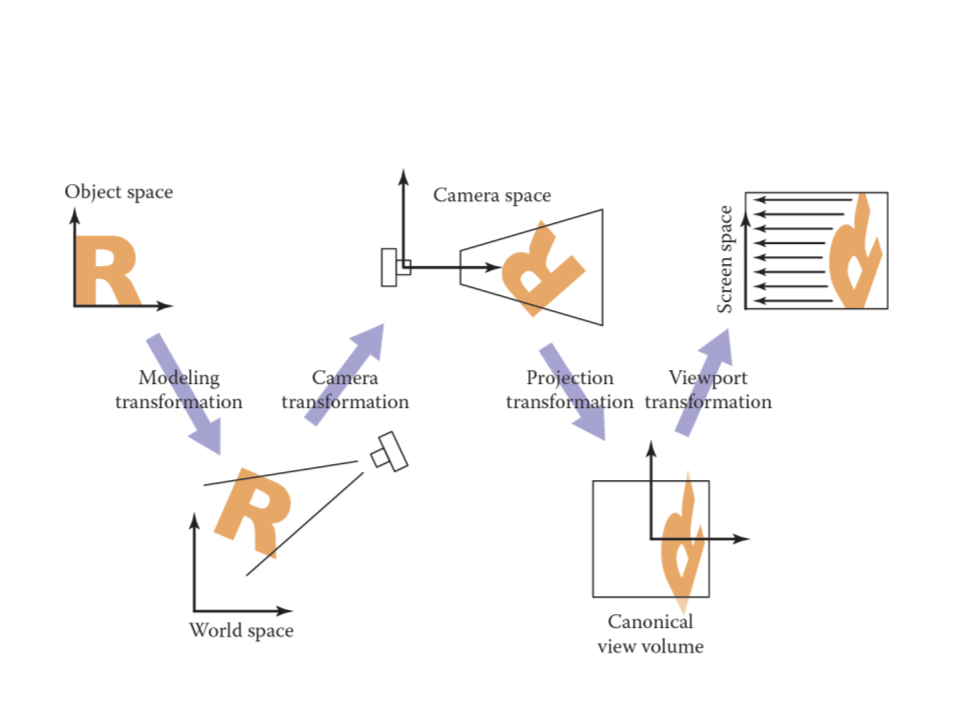 Object space
R
Camera space
R
Screen space
R
Modeling
transformation
Camera
transformation
Projection
transformation
Viewport
transformation
R
World space
R
Canonical
view volume